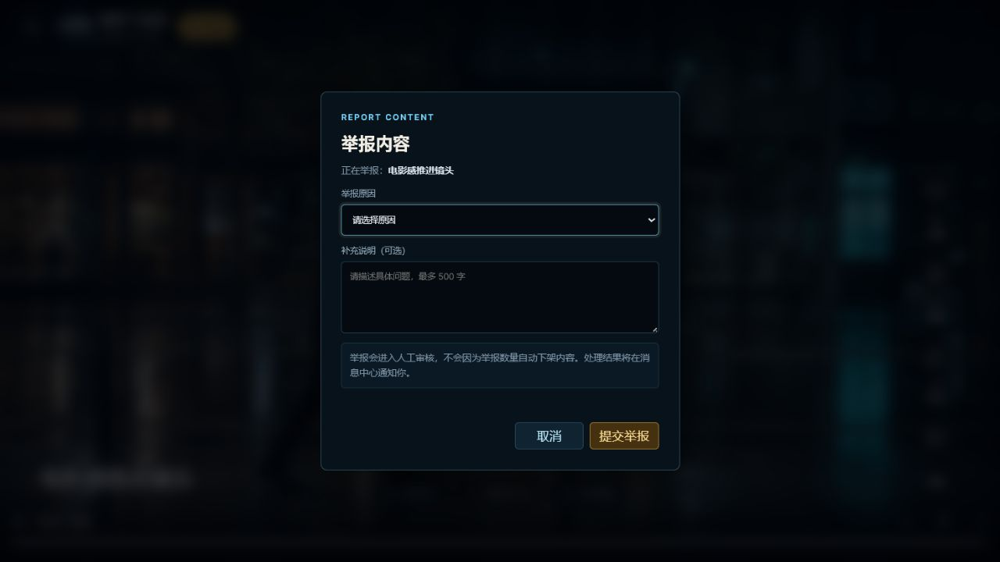 REPORT CONTENT
举报内容
正在举报：电影感推进镜头
举报原因
请选择原因
补充说明（可选）
请描述具体问题，最多 500 字
举报会进入人工审核，不会因为举报数量自动下架内容。处理结果将在消
息中心通知你。
取消
提交举报